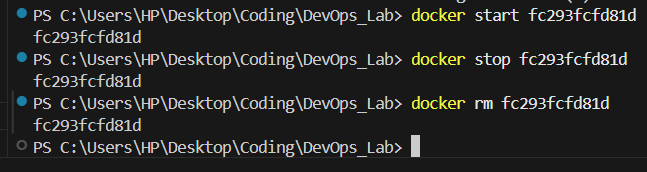 PS C:\Users\HP\Desktop\Coding\DevOps_Lab> docker start fc293fcfd81d
fc293fcfd81d
PS C:\Users\HP\Desktop\Coding\DevOps_Lab> docker stop fc293fcfd81d
fc293fcfd81d
PS C:\Users\HP\Desktop\Coding\DevOps_Lab> docker rm fc293fcfd81d
fc293fcfd81d
PS C:\Users\HP\Desktop\Coding\DevOps_Lab>